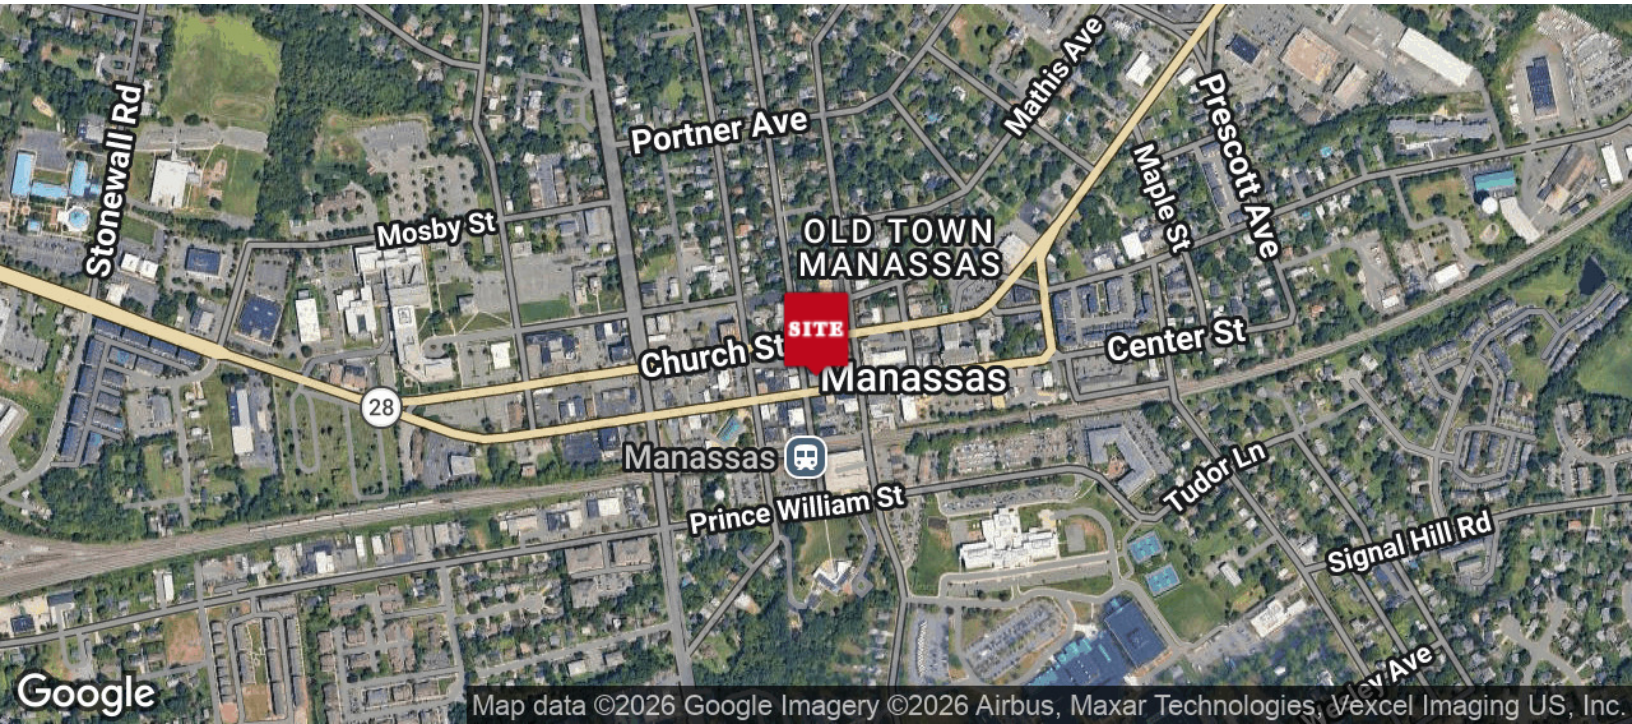 Stonewall Rd
Mathis Ave
Prescott Ave
Portner Ave
Maple St
Mosby St
OLD TOWN
MANASSAS
SITE
Church St
Center St
Manassas
28
Manassas
Prince William St
Tudor Ln
Signal Hill Rd
Ave
Google
Map data ©2026 Google Imagery ©2026 Airbus, Maxar Technologies, Vexcel Imaging US, Inc.